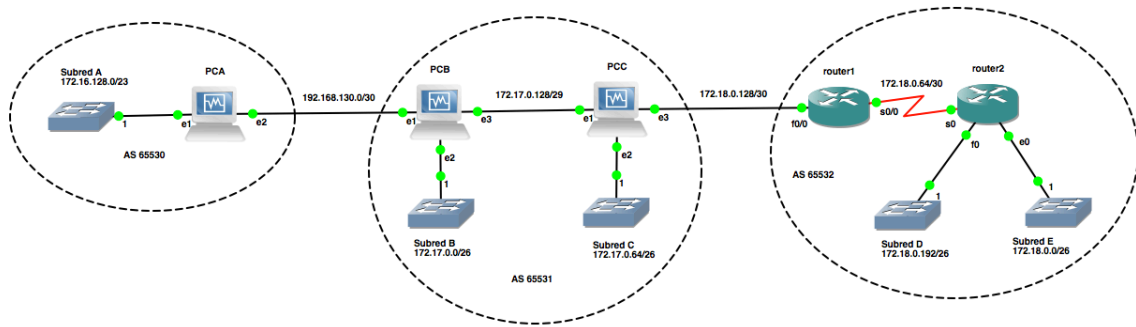 Subred A
172.16.128.0/23
1
e1
PCA
e2
AS 65530
192.168.130.0/30
PCB
e1
e3
e2
1
Subred B
172.17.0.0/26
172.17.0.128/29
PCC
e1
e3
e2
1
Subred C
172.17.0.64/26
AS 65531
172.18.0.128/30
router1
f0/0
s0/0
172.18.0.64/30
router2
s0
f0
e0
AS 65532
1
Subred D
172.18.0.192/26
1
Subred E
172.18.0.0/26